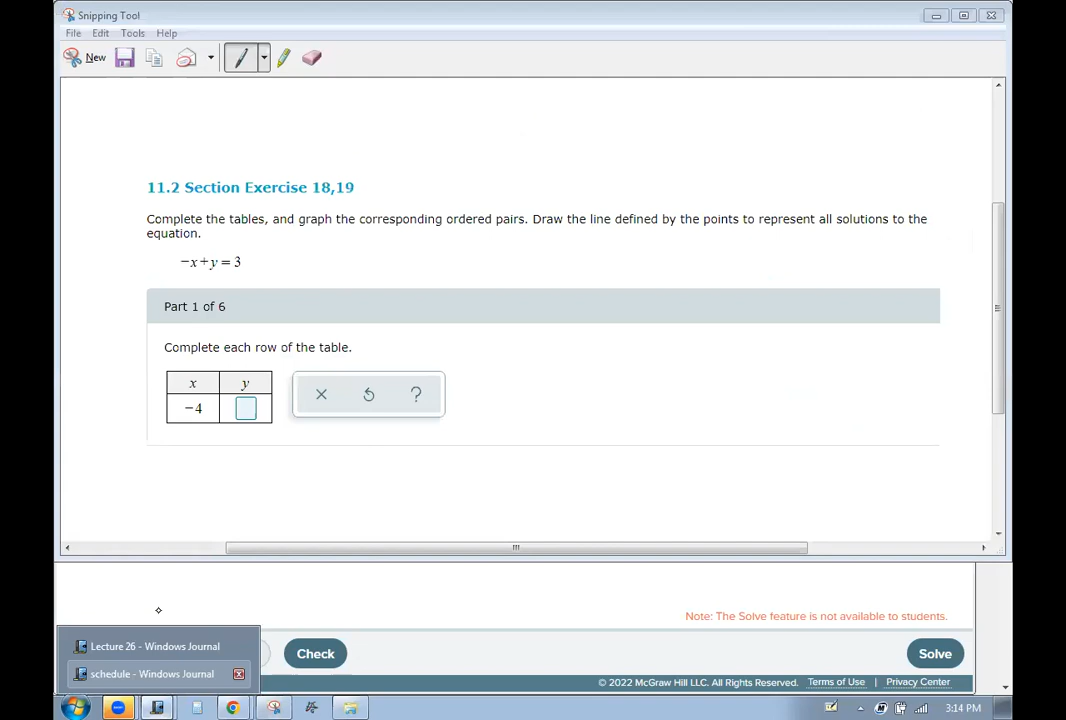 Snipping Tool
File Edit Tools Help
New
11.2 Section Exercise 18,19
Complete the tables, and graph the corresponding ordered pairs. Draw the line defined by the points to represent all solutions to the
equation.
−x+y = 3
Part 1 of 6
Complete each row of the table.
x y
−4
?
Note: The Solve feature is not available to students.
Lecture 26 - Windows Journal
schedule - Windows Journal
Check
Solve
© 2022 McGraw Hill LLC. All Rights Reserved. Terms of Use | Privacy Center
3:14 PM